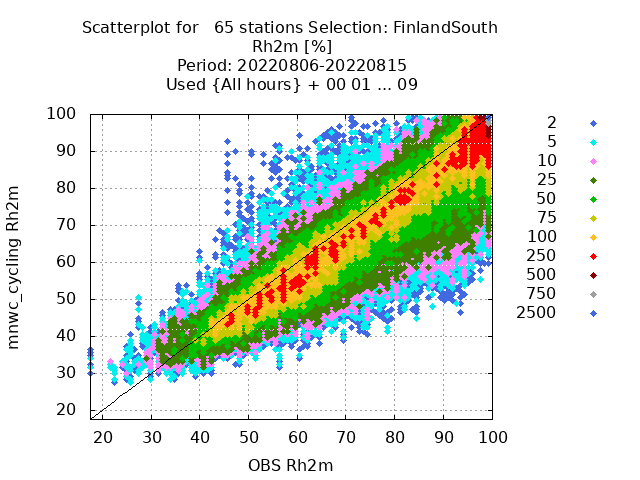 Scatterplot for   65 stations Selection: FinlandSouth
Rh2m [%]
Period: 20220806-20220815
Used {All hours} + 00 01 ... 09
100
90
80
70
60
50
40
30
20
mnwc_cycling Rh2m
20 30 40 50 60 70 80 90 100
OBS Rh2m
2
5
10
25
50
75
100
250
500
750
2500